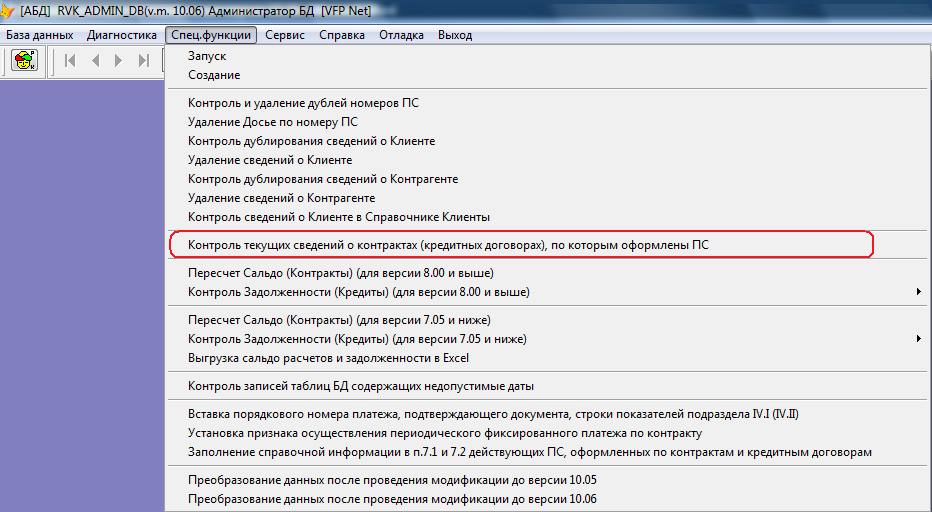 [АБД] RVK_ADMIN_DB(v.m. 10.06) Администратор БД [VFP Net]
База данных Диагностика Спец.функции Сервис Справка Отладка Выход
Запуск
Создание
Контроль и удаление дублей номеров ПС
Удаление Досье по номеру ПС
Контроль дублирования сведений о Клиенте
Удаление сведений о Клиенте
Контроль дублирования сведений о Контрагенте
Удаление сведений о Контрагенте
Контроль сведений о Клиенте в Справочнике Клиенты
Контроль текущих сведений о контрактах (кредитных договорах), по которым оформлены ПС
Пересчет Сальдо (Контракты) (для версии 8.00 и выше)
Контроль Задолженности (Кредиты) (для версии 8.00 и выше)
Пересчет Сальдо (Контракты) (для версии 7.05 и ниже)
Контроль Задолженности (Кредиты) (для версии 7.05 и ниже)
Выгрузка сальдо расчетов и задолженности в Excel
Контроль записей таблиц БД содержащих недопустимые даты
Вставка порядкового номера платежа, подтверждающего документа, строки показателей подраздела IV.I (IV.II)
Установка признака осуществления периодического фиксированного платежа по контракту
Заполнение справочной информации в п.7.1 и 7.2 действующих ПС, оформленных по контрактам и кредитным договорам
Преобразование данных после проведения модификации до версии 10.05
Преобразование данных после проведения модификации до версии 10.06